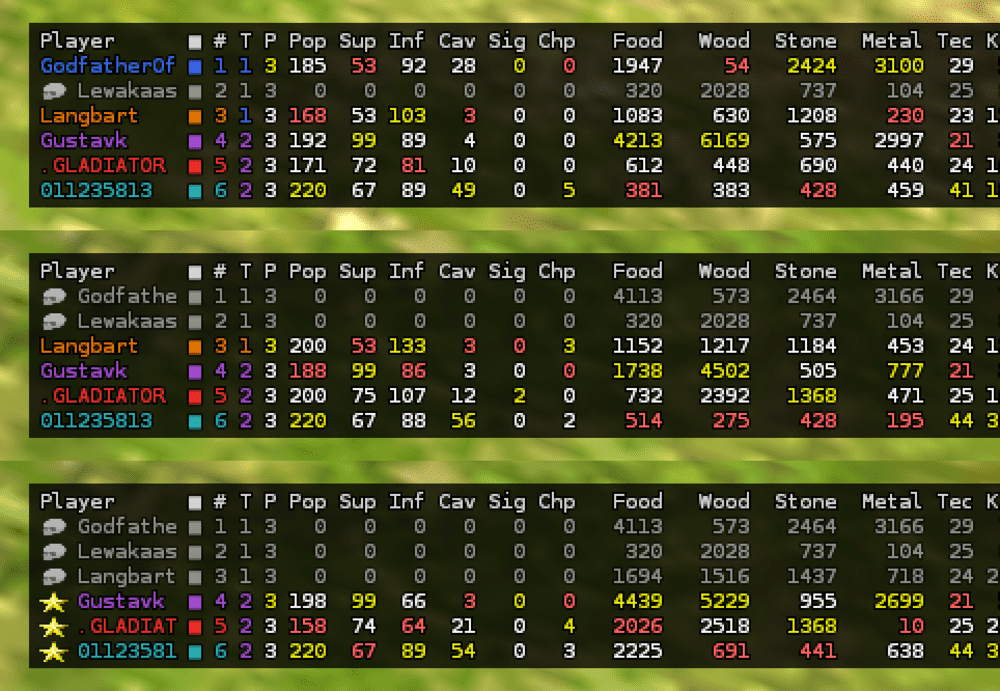 Player # T P Pop Sup Inf Cav Sig Chp Food Wood Stone Metal Tec K
GodfatherOf 1 1 3 185 53 92 28 0 0 1947 54 2424 3100 29
Lewakaas 2 1 3 0 0 0 0 0 0 320 2028 737 104 25
Langbart 3 1 3 168 53 103 3 0 0 1083 630 1208 230 23 1
Gustavk 4 2 3 192 99 89 4 0 0 4213 6169 575 2997 21
.GLADIATOR 5 2 3 171 72 81 10 0 0 612 448 690 440 24 1
011235813 6 2 3 220 67 89 49 0 5 381 383 428 459 41 1
Player # T P Pop Sup Inf Cav Sig Chp Food Wood Stone Metal Tec K
Godfathe 1 1 3 0 0 0 0 0 0 4113 573 2464 3166 29
Lewakaas 2 1 3 0 0 0 0 0 0 320 2028 737 104 25
Langbart 3 1 3 200 53 133 3 0 3 1152 1217 1184 453 24 1
Gustavk 4 2 3 188 99 86 3 0 0 1738 4502 505 777 21
.GLADIATOR 5 2 3 200 75 107 12 2 0 732 2392 1368 471 25 1
011235813 6 2 3 220 67 88 56 0 2 514 275 428 195 44 3
Player # T P Pop Sup Inf Cav Sig Chp Food Wood Stone Metal Tec K
Godfathe 1 1 3 0 0 0 0 0 0 4113 573 2464 3166 29
Lewakaas 2 1 3 0 0 0 0 0 0 320 2028 737 104 25
Langbart 3 1 3 0 0 0 0 0 0 1694 1516 1437 718 24 2
Gustavk 4 2 3 198 99 66 3 0 0 4439 5229 955 2699 21
.GLADIAT 5 2 3 158 74 64 21 0 4 2026 2518 1368 10 25 2
01123581 6 2 3 220 67 89 54 0 3 2225 691 441 638 44 3